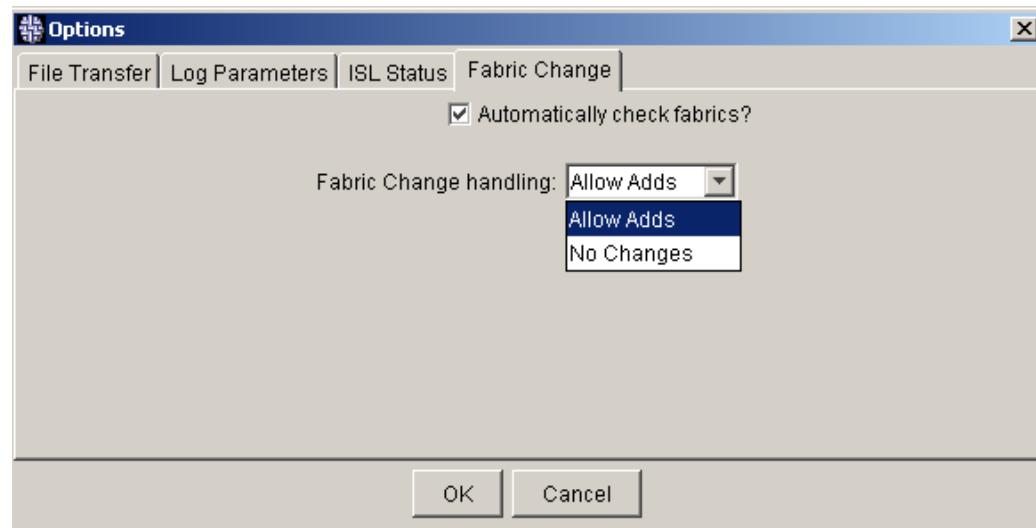 Options
File Transfer Log Parameters ISL Status Fabric Change
Automatically check fabrics?
Fabric Change handling: Allow Adds
Allow Adds
No Changes
OK Cancel